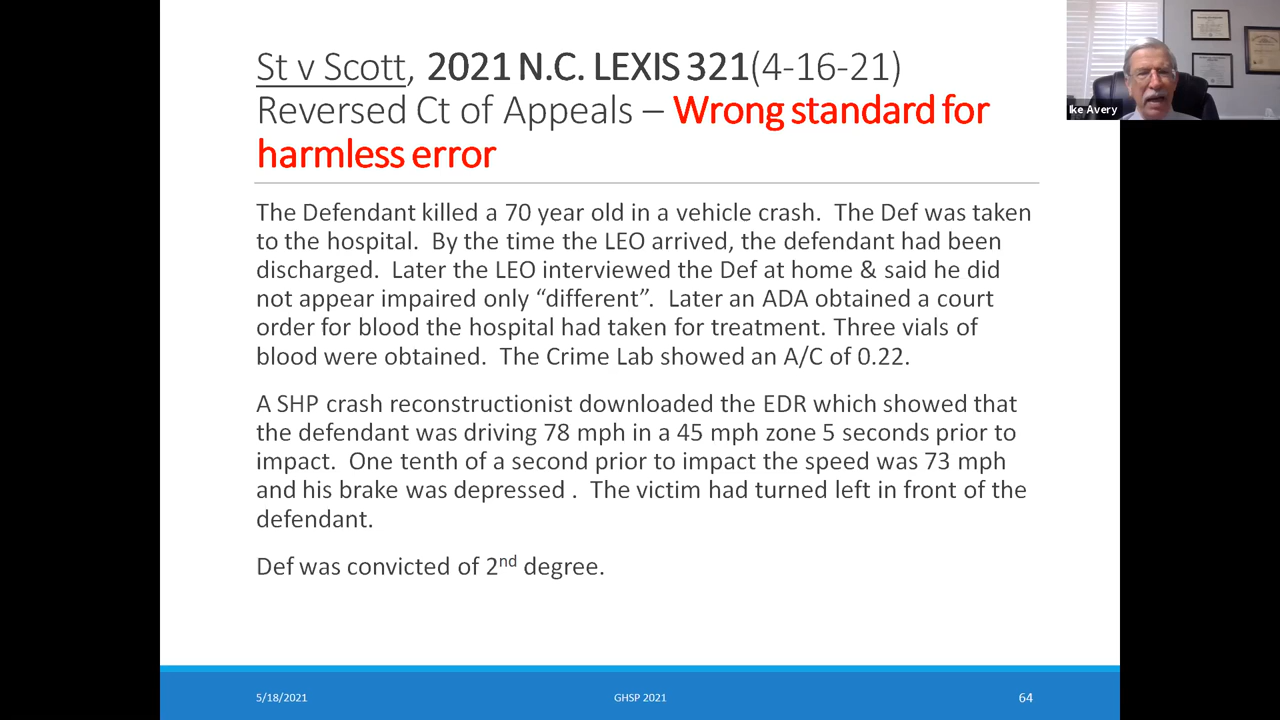 St v Scott, 2021 N.C. LEXIS 321(4-16-21)
Reversed Ct of Appeals – Wrong standard for
harmless error
Ike Avery
The Defendant killed a 70 year old in a vehicle crash. The Def was taken
to the hospital. By the time the LEO arrived, the defendant had been
discharged. Later the LEO interviewed the Def at home & said he did
not appear impaired only “different”. Later an ADA obtained a court
order for blood the hospital had taken for treatment. Three vials of
blood were obtained. The Crime Lab showed an A/C of 0.22.
A SHP crash reconstructionist downloaded the EDR which showed that
the defendant was driving 78 mph in a 45 mph zone 5 seconds prior to
impact. One tenth of a second prior to impact the speed was 73 mph
and his brake was depressed . The victim had turned left in front of the
defendant.
Def was convicted of 2nd degree.
5/18/2021
GHSP 2021
64